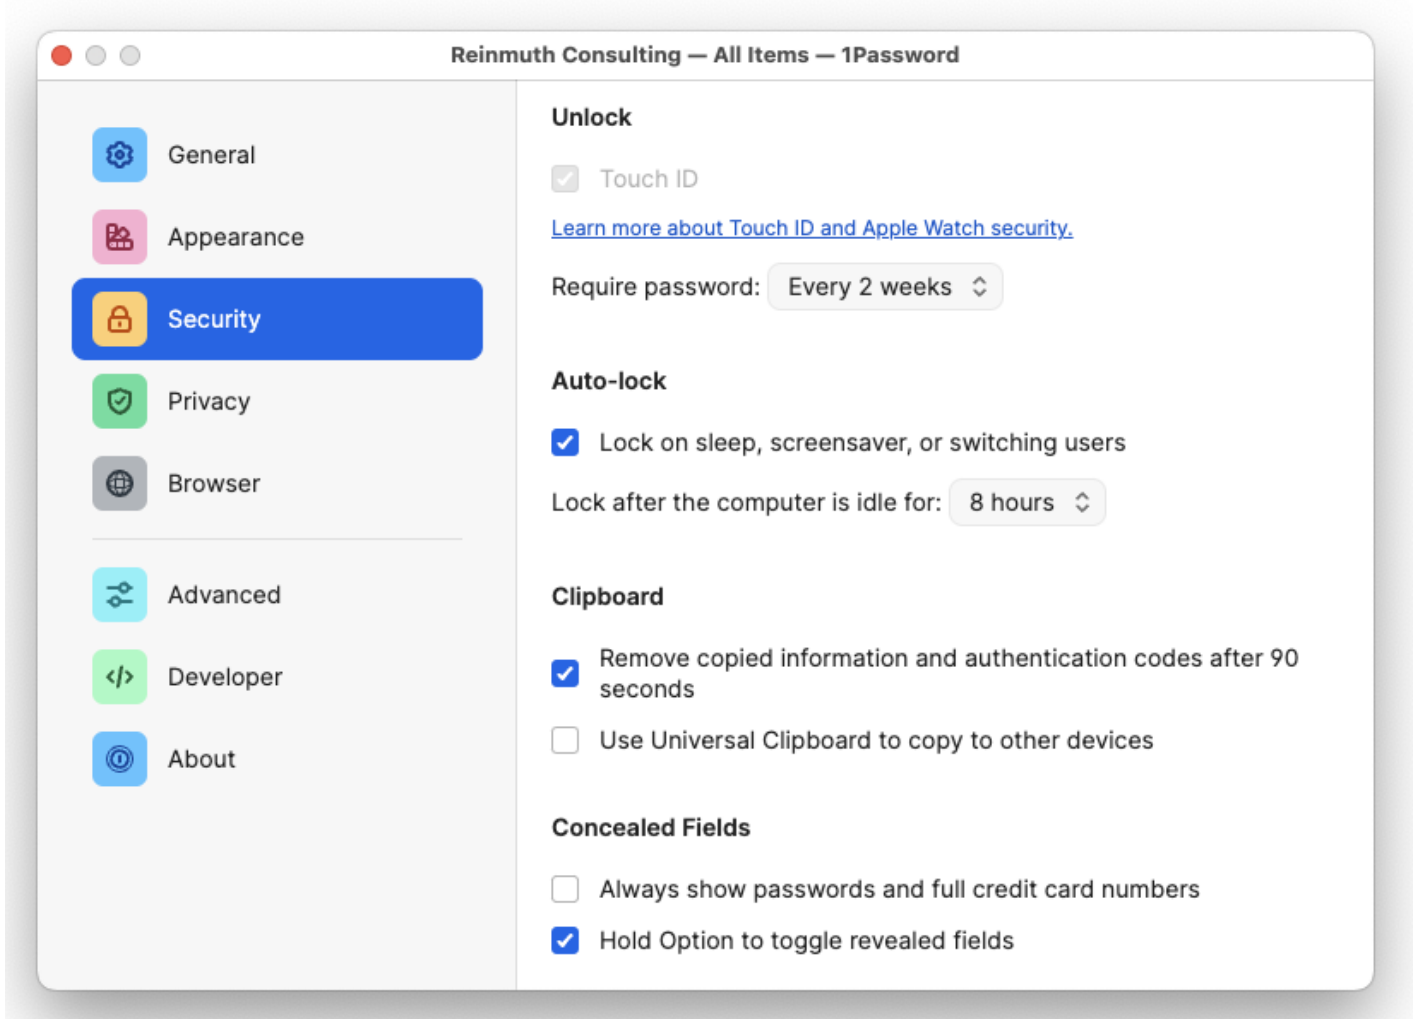 Reinmuth Consulting — All Items — 1Password
General
Appearance
Security
Privacy
Browser
Advanced
Developer
About
Unlock
Touch ID
Learn more about Touch ID and Apple Watch security.
Require password: Every 2 weeks
Auto-lock
Lock on sleep, screensaver, or switching users
Lock after the computer is idle for: 8 hours
Clipboard
Remove copied information and authentication codes after 90
seconds
Use Universal Clipboard to copy to other devices
Concealed Fields
Always show passwords and full credit card numbers
Hold Option to toggle revealed fields